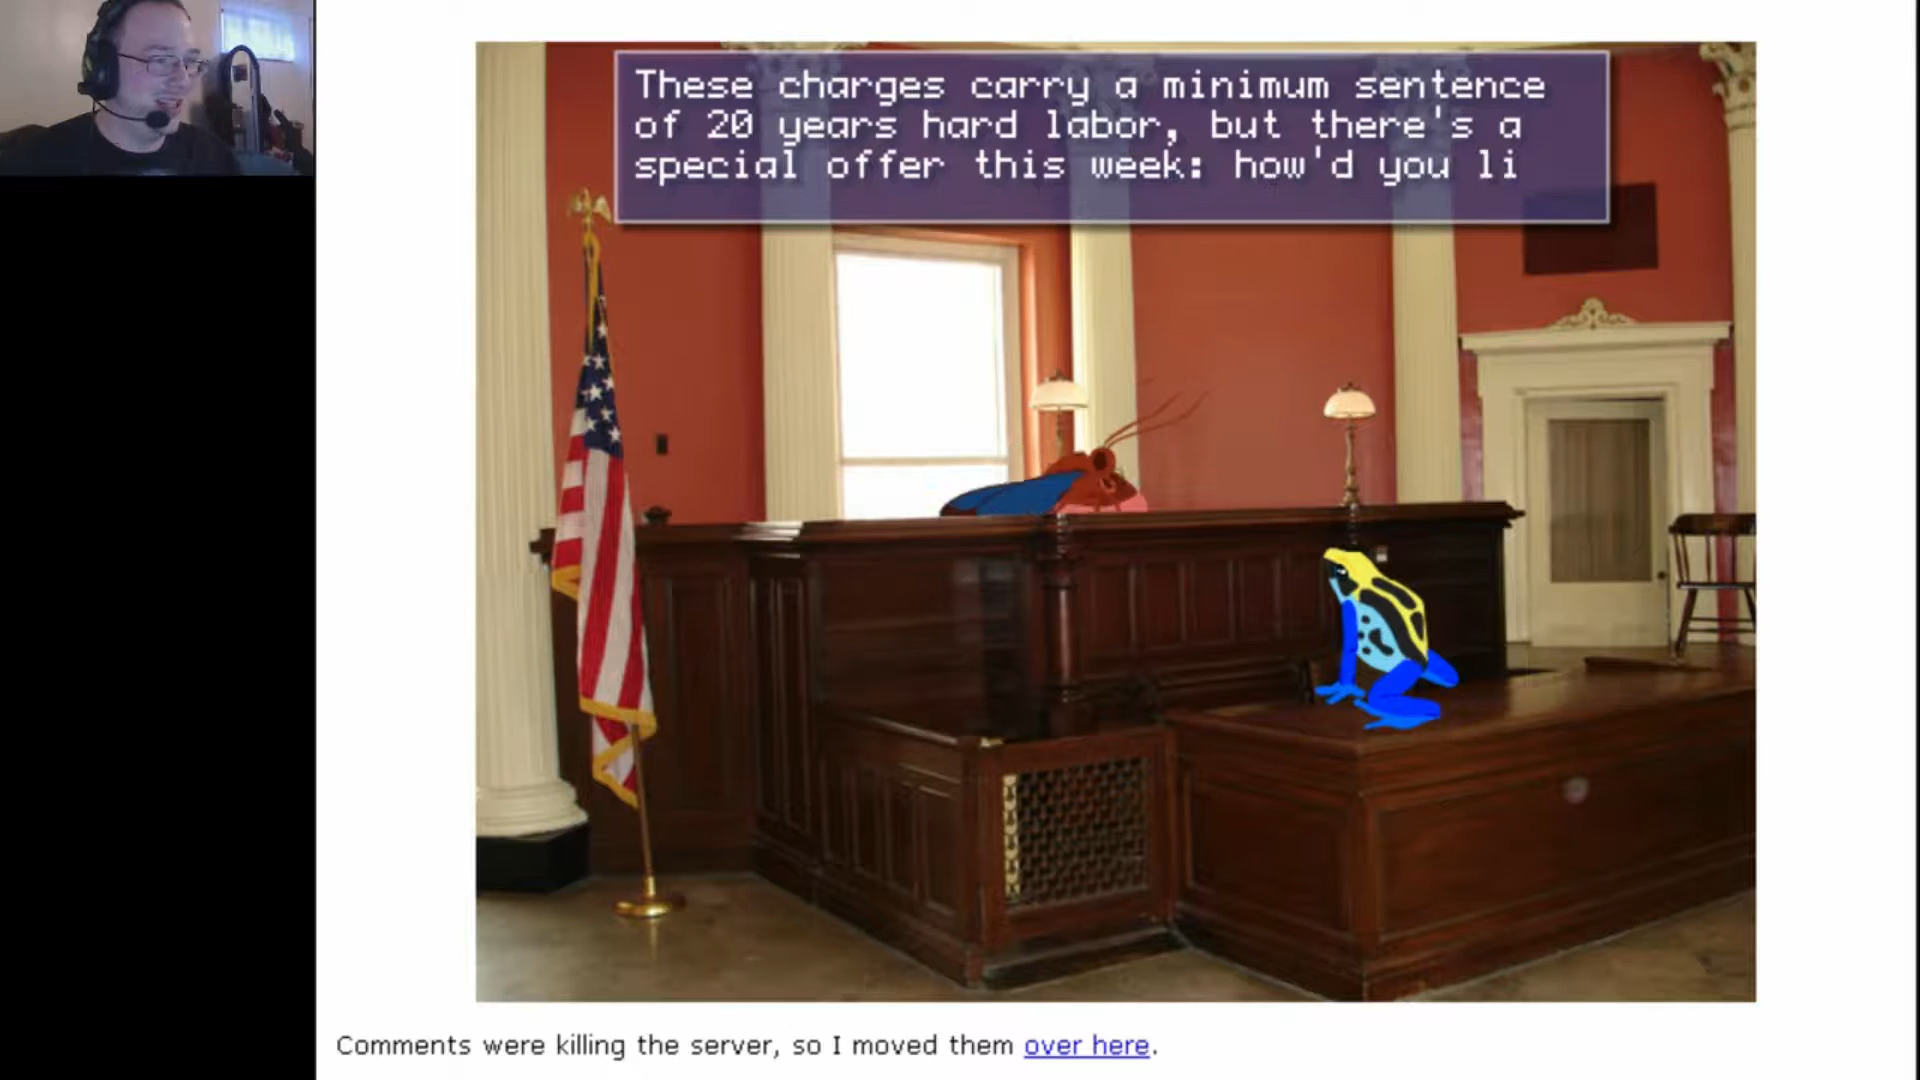 These charges carry a minimum sentence
of 20 years hard labor, but there's a
special offer this week: how'd you li
Comments were killing the server, so I moved them over here.